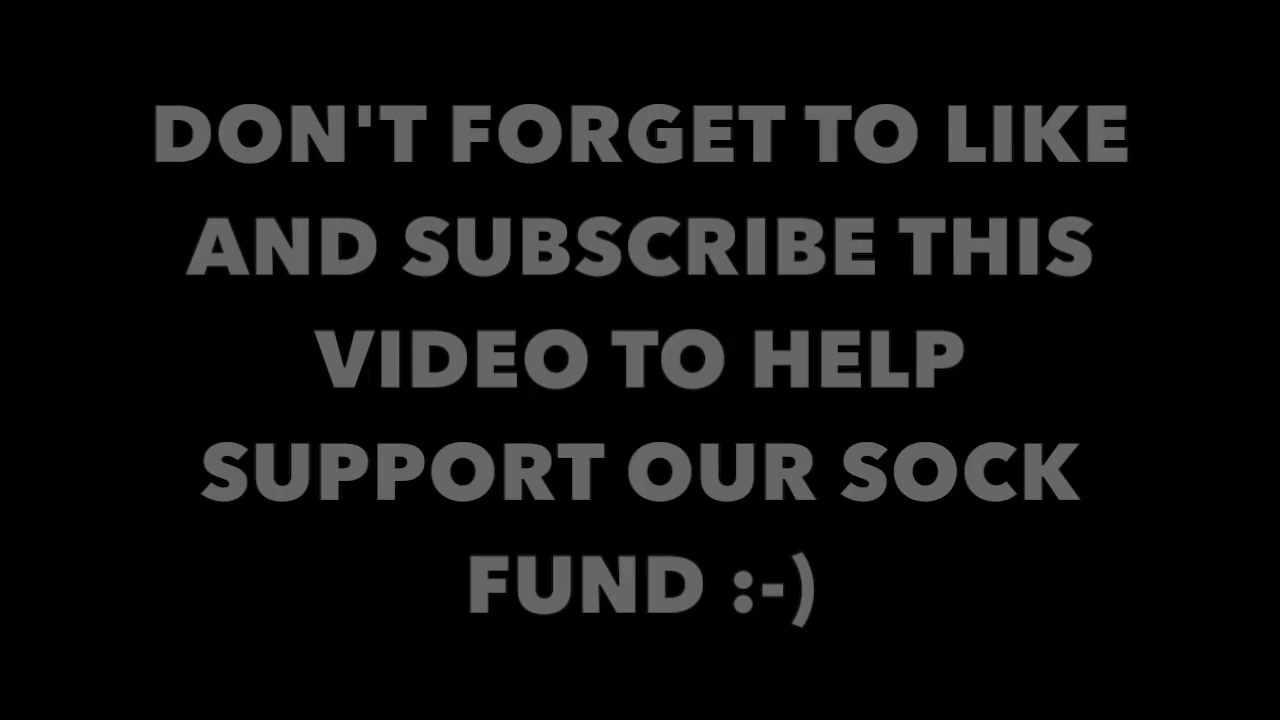 DON'T FORGET TO LIKE
AND SUBSCRIBE THIS
VIDEO TO HELP
SUPPORT OUR SOCK
FUND :-)